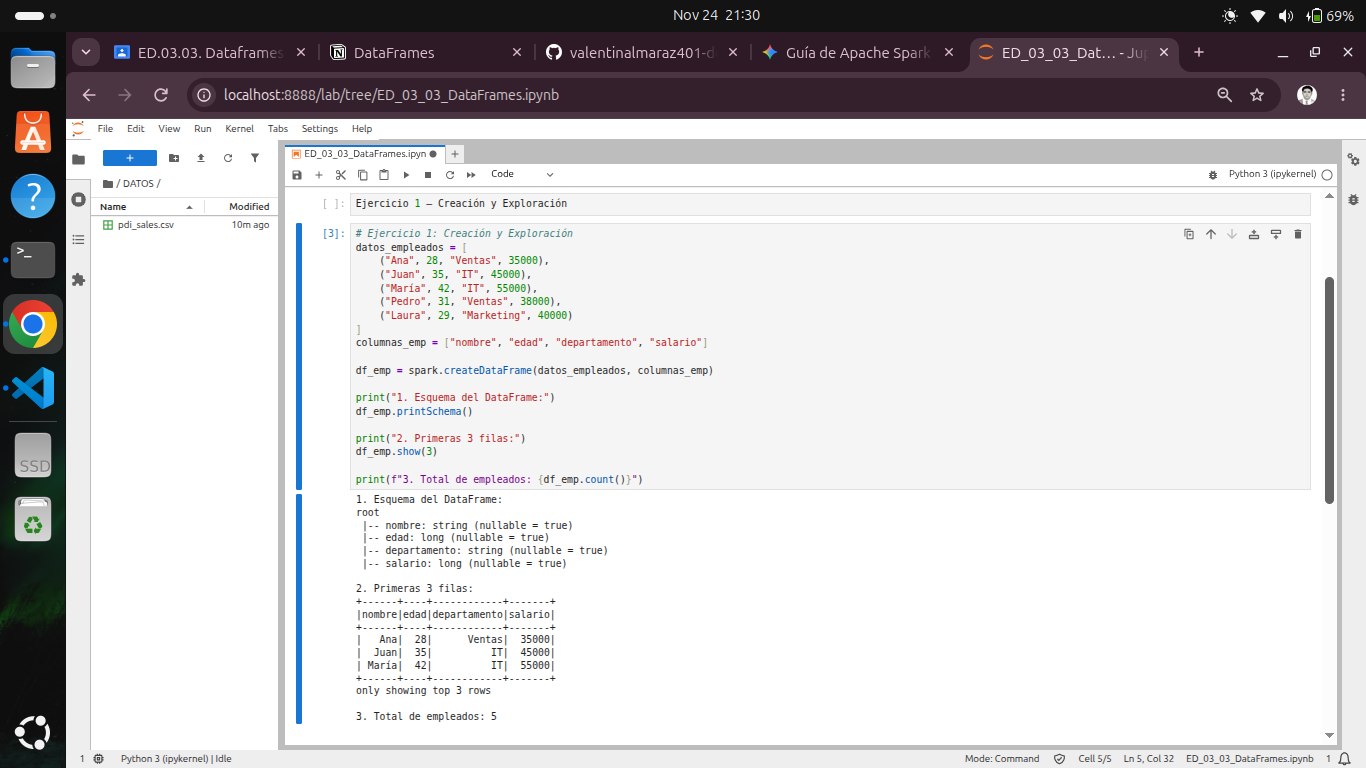 Nov 24 21:30
69%
ED.03.03. DataFrames
DataFrames
valentinalmaraz401-d
Guía de Apache Spark
ED_03_03_Dat… - Jup
localhost:8888/lab/tree/ED_03_03_DataFrames.ipynb
File Edit View Run Kernel Tabs Settings Help
ED_03_03_DataFrames.ipyn
Code
Python 3 (ipykernel)
/ DATOS /
Name Modified
pdi_sales.csv 10m ago
[ ]: Ejercicio 1 — Creación y Exploración
[3]: # Ejercicio 1: Creación y Exploración
datos_empleados = [
("Ana", 28, "Ventas", 35000),
("Juan", 35, "IT", 45000),
("María", 42, "IT", 55000),
("Pedro", 31, "Ventas", 38000),
("Laura", 29, "Marketing", 40000)
]
columnas_emp = ["nombre", "edad", "departamento", "salario"]
df_emp = spark.createDataFrame(datos_empleados, columnas_emp)
print("1. Esquema del DataFrame:")
df_emp.printSchema()
print("2. Primeras 3 filas:")
df_emp.show(3)
print(f"3. Total de empleados: {df_emp.count()}")
1. Esquema del DataFrame:
root
|-- nombre: string (nullable = true)
|-- edad: long (nullable = true)
|-- departamento: string (nullable = true)
|-- salario: long (nullable = true)
2. Primeras 3 filas:
+------+----+------------+-------+
|nombre|edad|departamento|salario|
+------+----+------------+-------+
|   Ana|  28|      Ventas|  35000|
|  Juan|  35|          IT|  45000|
| María|  42|          IT|  55000|
+------+----+------------+-------+
only showing top 3 rows
3. Total de empleados: 5
SSD
1 Python 3 (ipykernel) | Idle Mode: Command Cell 5/5 Ln 5, Col 32 ED_03_03_DataFrames.ipynb 1